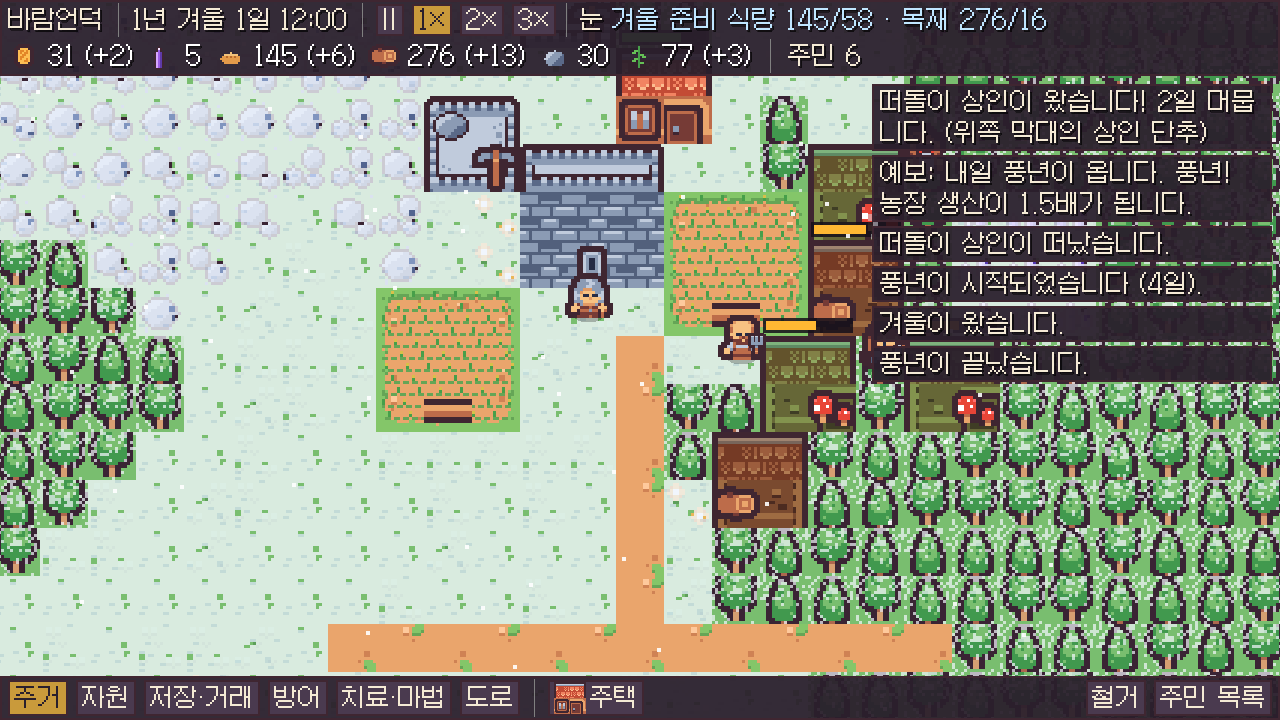 바람언덕 1년 겨울 1일 12:00 1× 2× 3× 눈 겨울 준비 식량 145/58 · 목재 276/16
31 (+2) 5 145 (+6) 276 (+13) 30 77 (+3) 주민 6
떠돌이 상인이 왔습니다! 2일 머뭅
니다. (위쪽 막대의 상인 단추)
예보: 내일 풍년이 옵니다. 풍년!
농장 생산이 1.5배가 됩니다.
떠돌이 상인이 떠났습니다.
풍년이 시작되었습니다 (4일).
겨울이 왔습니다.
풍년이 끝났습니다.
주거 자원 저장·거래 방어 치료·마법 도로 주택 철거 주민 목록